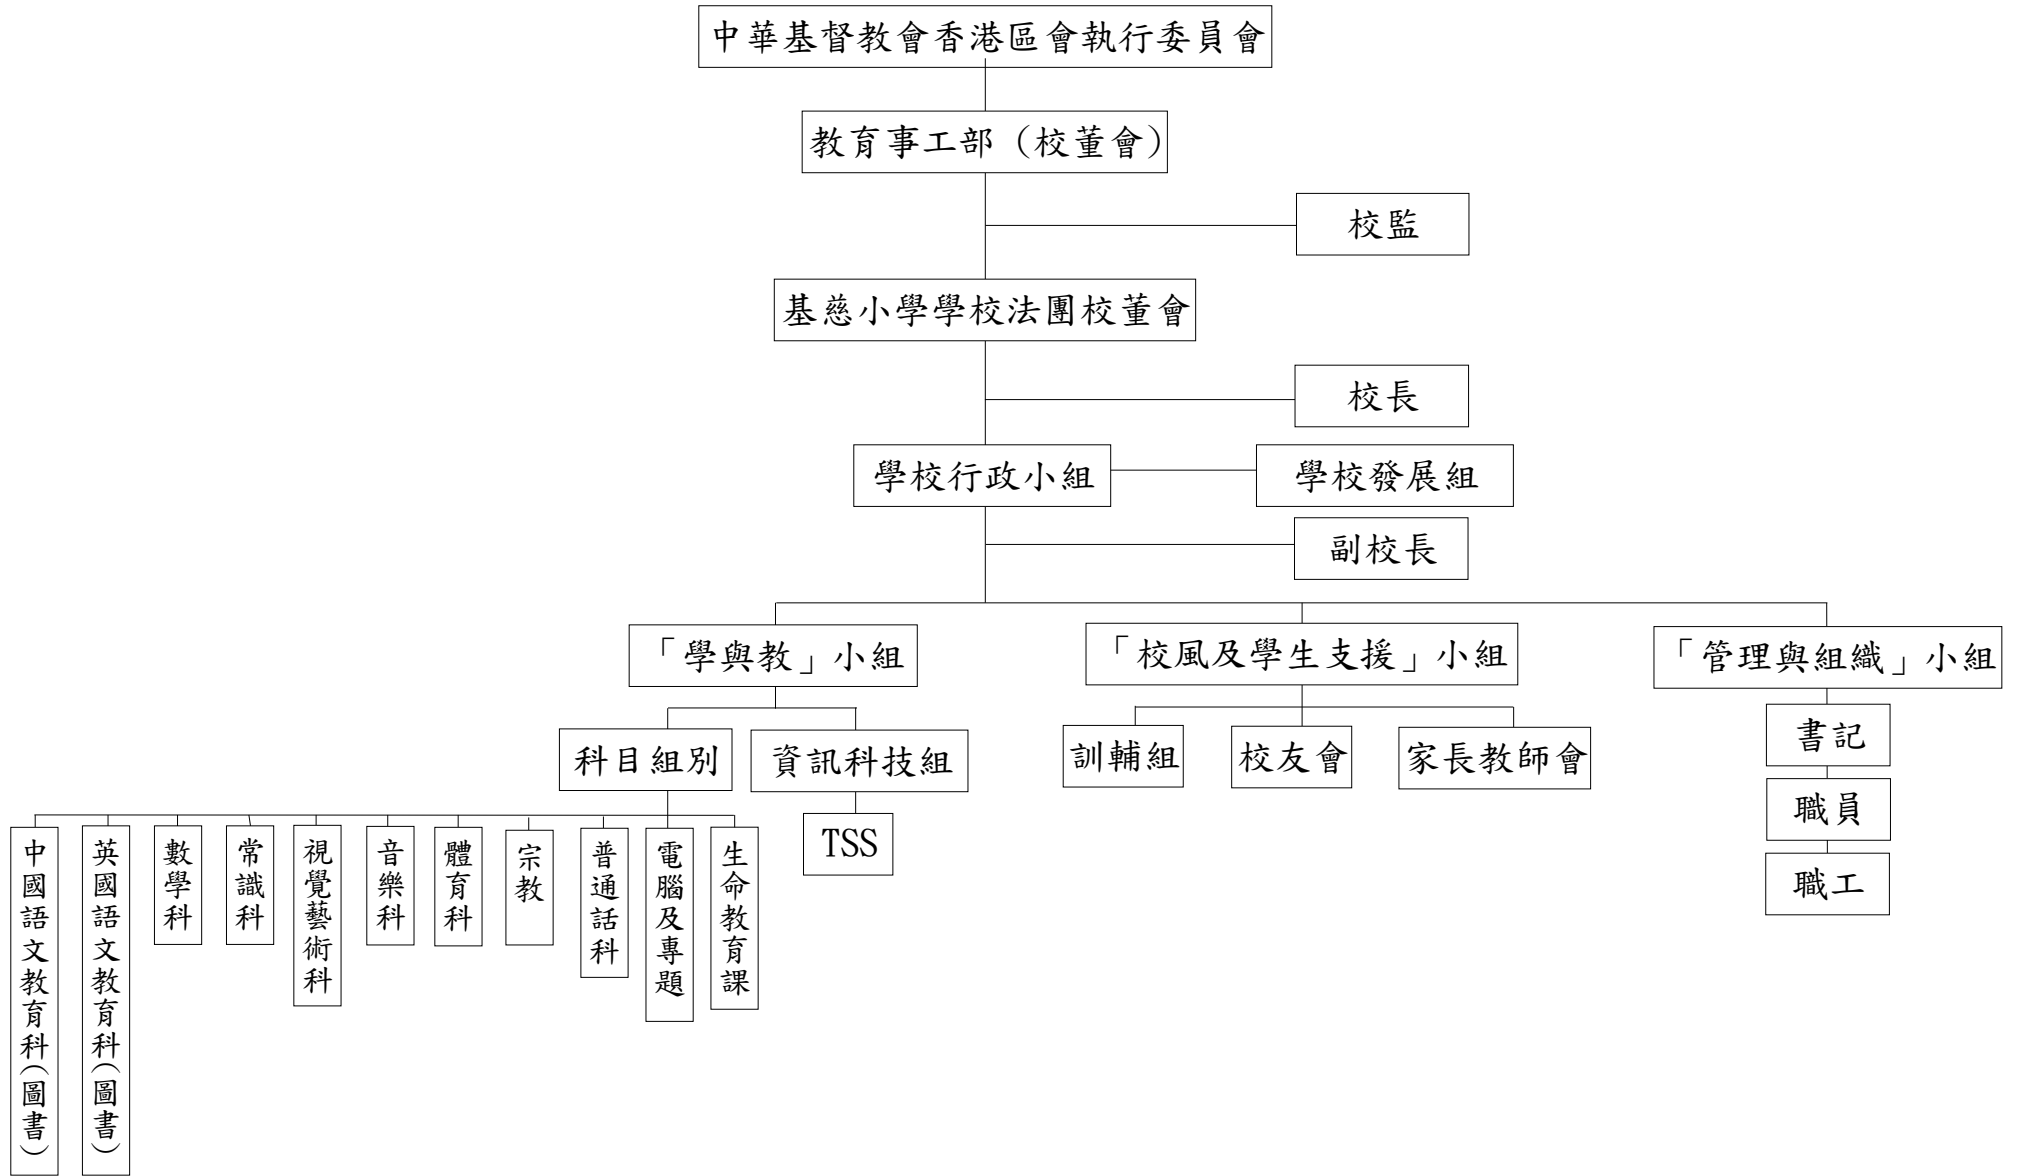 中華基督教會香港區會執行委員會
教育事工部（校董會）
校監
基慈小學學校法團校董會
校長
學校行政小組
學校發展組
副校長
「學與教」小組
「校風及學生支援」小組
「管理與組織」小組
科目組別
資訊科技組
訓輔組
校友會
家長教師會
書記
職員
職工
TSS
中國語文教育科(圖書)
英國語文教育科(圖書)
數學科
常識科
視覺藝術科
音樂科
體育科
宗教
普通話科
電腦及專題
生命教育課